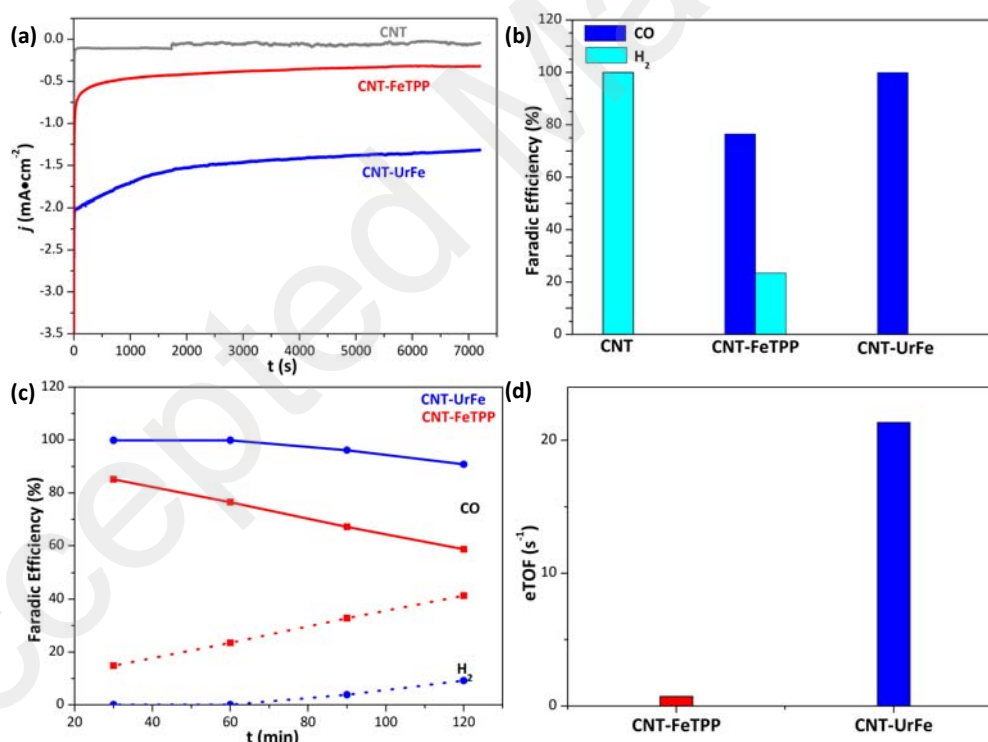 (a)
0.0
-0.5
-1.0
-1.5
-2.0
-2.5
-3.0
-3.5
j (mA•cm-2)
CNT
CNT-FeTPP
CNT-UrFe
0 1000 2000 3000 4000 5000 6000 7000
t (s)
(b)
120
100
80
60
40
20
0
Faradic Efficiency (%)
CO
H2
CNT CNT-FeTPP CNT-UrFe
(c)
120
100
80
60
40
20
0
Faradic Efficiency (%)
CNT-UrFe
CNT-FeTPP
CO
H2
20 40 60 80 100 120
t (min)
(d)
20
10
0
eTOF (s-1)
CNT-FeTPP CNT-UrFe